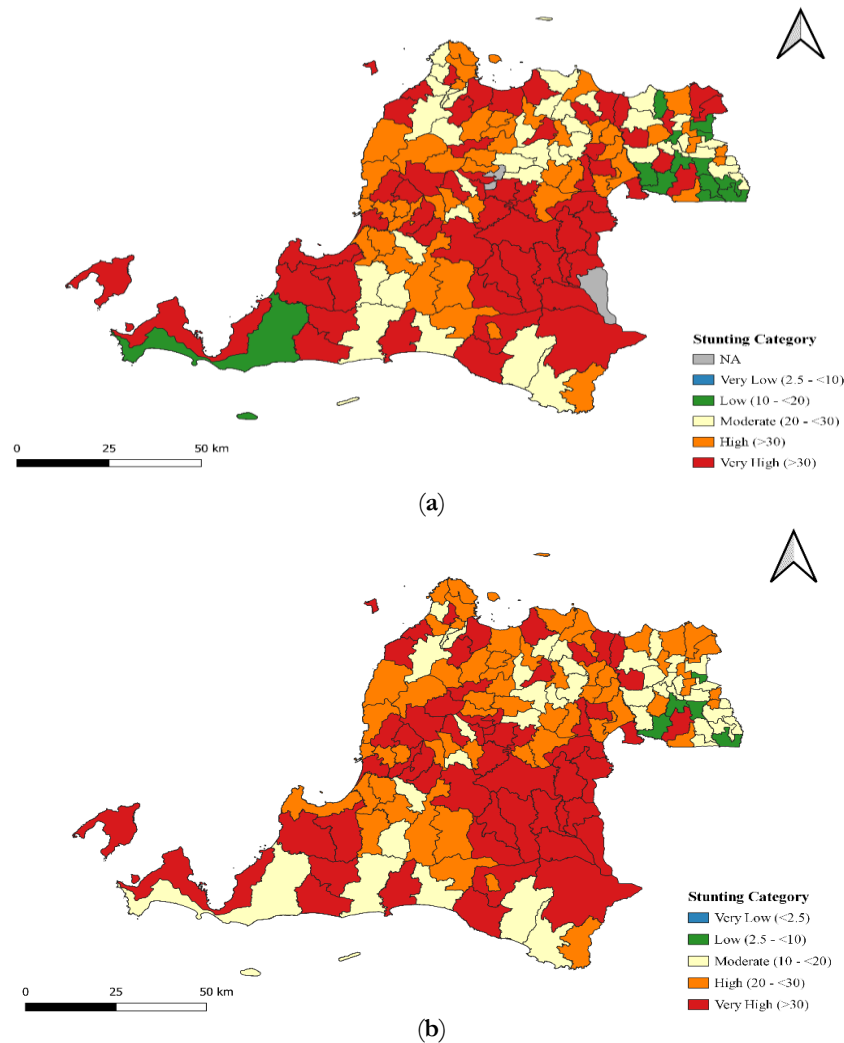 Stunting Category
NA
Very Low (2.5 - <10)
Low (10 - <20)
Moderate (20 - <30)
High (>30)
Very High (>30)
0 25 50 km
(a)
Stunting Category
Very Low (<2.5)
Low (2.5 - <10)
Moderate (10 - <20)
High (20 - <30)
Very High (>30)
0 25 50 km
(b)